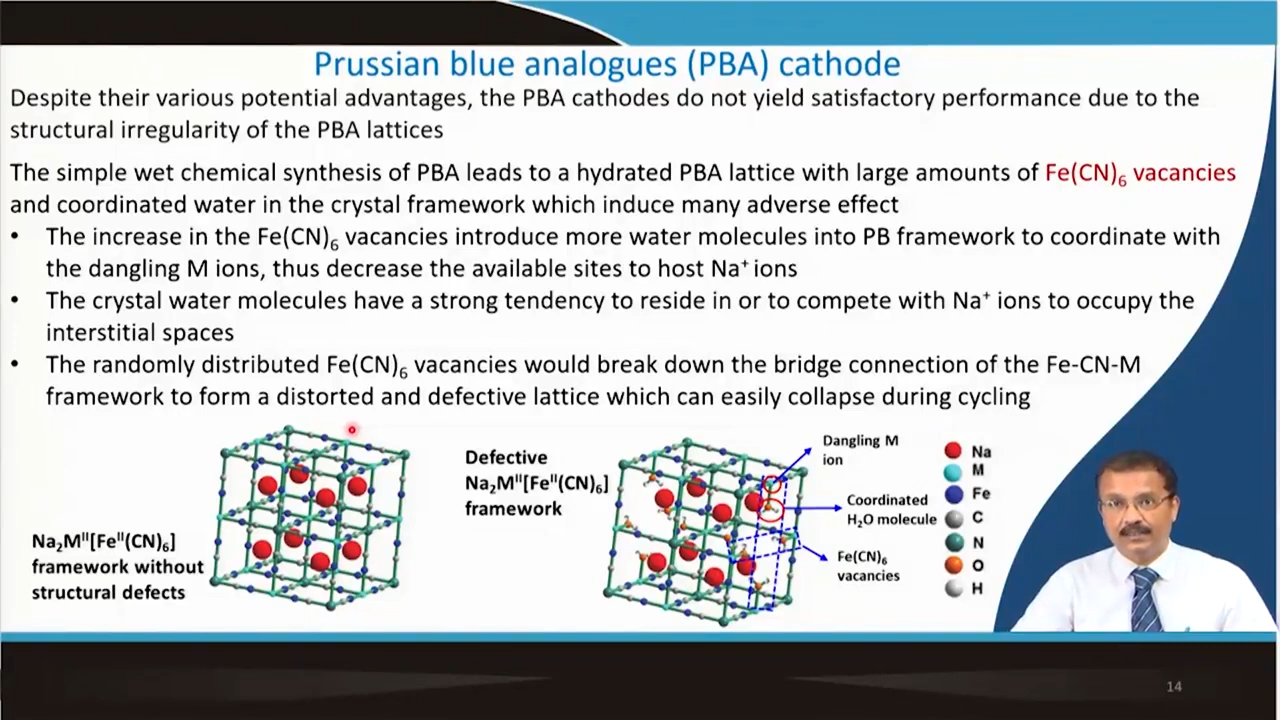 Prussian blue analogues (PBA) cathode
Despite their various potential advantages, the PBA cathodes do not yield satisfactory performance due to the
structural irregularity of the PBA lattices
The simple wet chemical synthesis of PBA leads to a hydrated PBA lattice with large amounts of Fe(CN)₆ vacancies
and coordinated water in the crystal framework which induce many adverse effect
• The increase in the Fe(CN)₆ vacancies introduce more water molecules into PB framework to coordinate with
the dangling M ions, thus decrease the available sites to host Na⁺ ions
• The crystal water molecules have a strong tendency to reside in or to compete with Na⁺ ions to occupy the
interstitial spaces
• The randomly distributed Fe(CN)₆ vacancies would break down the bridge connection of the Fe-CN-M
framework to form a distorted and defective lattice which can easily collapse during cycling
Na₂Mᴵᴵ[Feᴵᴵ(CN)₆]
framework without
structural defects
Defective
Na₂Mᴵᴵ[Feᴵᴵ(CN)₆]
framework
Dangling M
ion
Coordinated
H₂O molecule
Fe(CN)₆
vacancies
Na
M
Fe
C
N
O
H
14